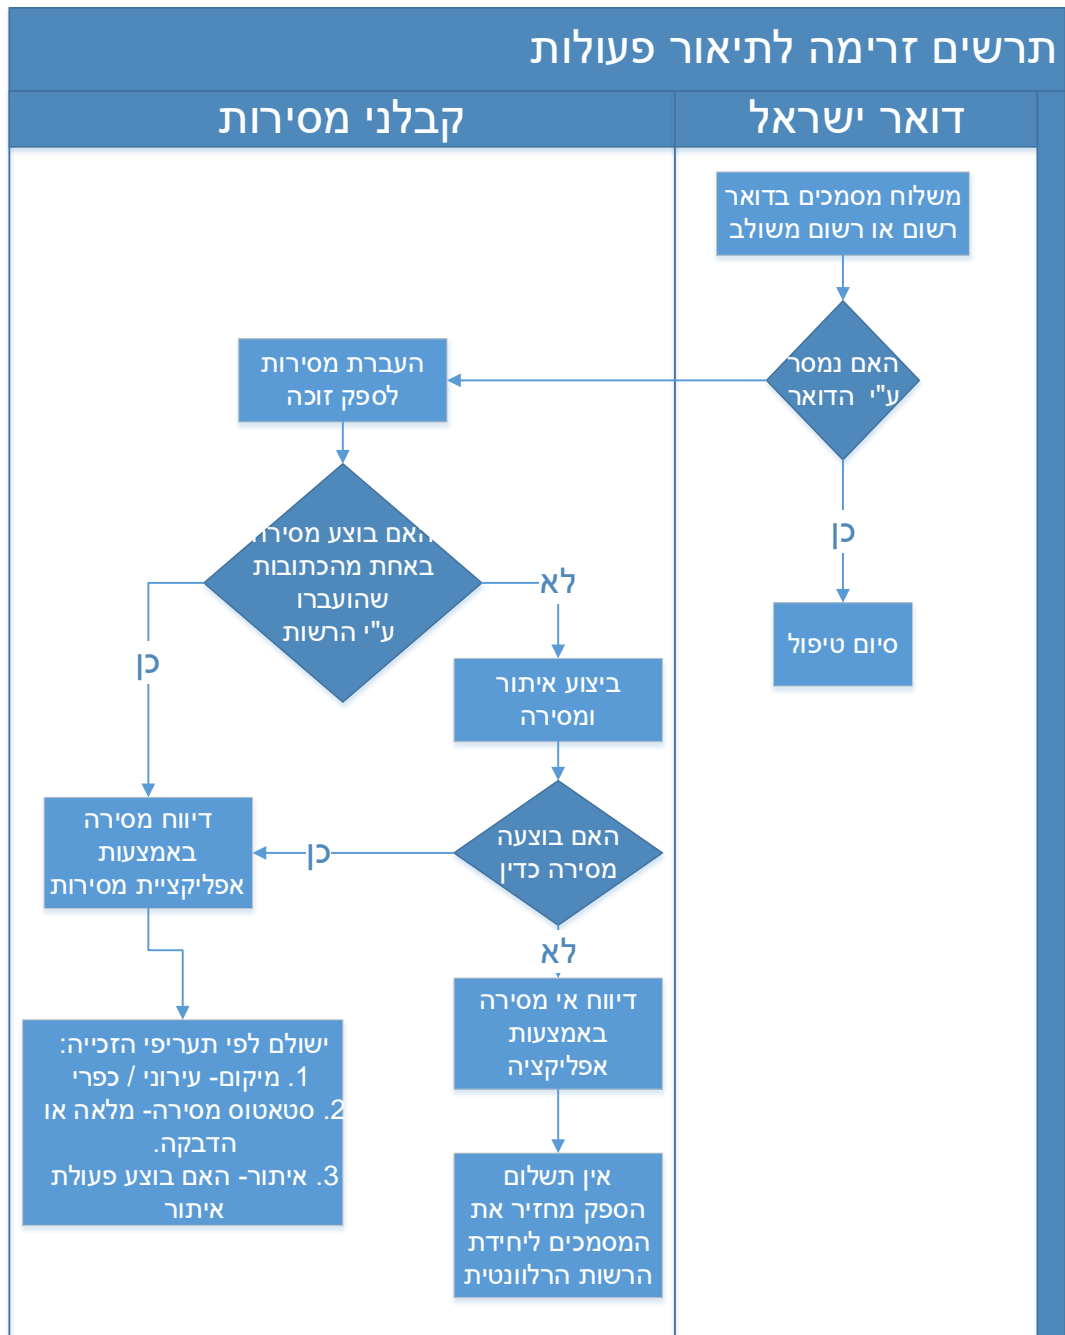 תרשים זרימה לתיאור פעולות
דואר ישראל
קבלני מסירות
משלוח מסמכים בדואר
רשום או רשום משולב
האם נמסר
ע"י הדואר
כן
סיום טיפול
העברת מסירות
לספק זוכה
האם בוצע מסירה
באחת מהכתובות
שהועברו
ע"י הרשות
לא
כן
ביצוע איתור
ומסירה
האם בוצעה
מסירה כדין
כן
דיווח מסירה
באמצעות
אפליקציית מסירות
לא
דיווח אי מסירה
באמצעות
אפליקציה
ישולם לפי תעריפי הזכייה:
1. מיקום- עירוני / כפרי
2. סטאטוס מסירה- מלאה או
הדבקה.
3. איתור- האם בוצע פעולת
איתור
אין תשלום
הספק מחזיר את
המסמכים ליחידת
הרשות הרלוונטית